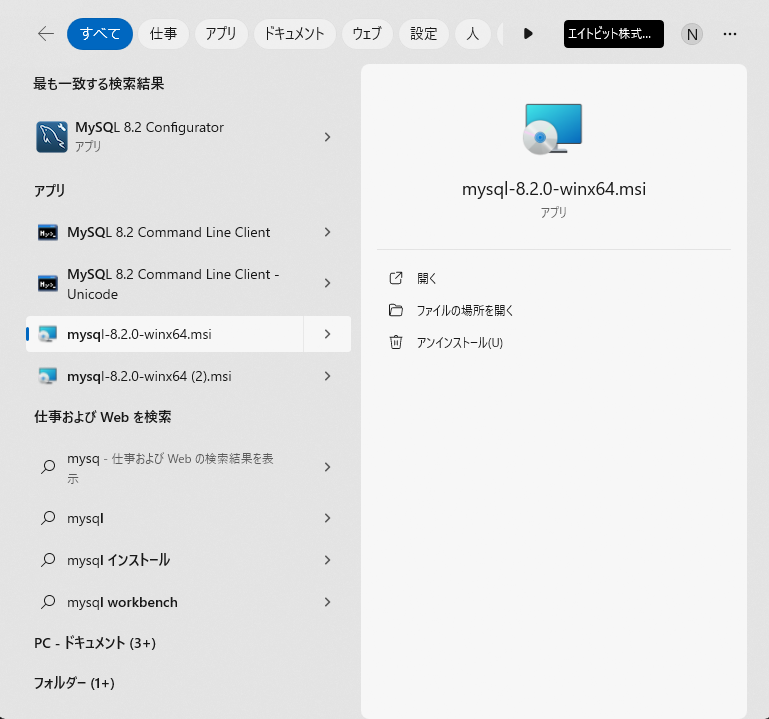 すべて 仕事 アプリ ドキュメント ウェブ 設定 人 エイトビット株式... N
最も一致する検索結果
MySQL 8.2 Configurator
アプリ
アプリ
MySQL 8.2 Command Line Client
MySQL 8.2 Command Line Client -
Unicode
mysql-8.2.0-winx64.msi
mysql-8.2.0-winx64 (2).msi
仕事および Web を検索
mysq - 仕事および Web の検索結果を表
示
mysql
mysql インストール
mysql workbench
PC - ドキュメント (3+)
フォルダー (1+)
mysql-8.2.0-winx64.msi
アプリ
開く
ファイルの場所を開く
アンインストール(U)